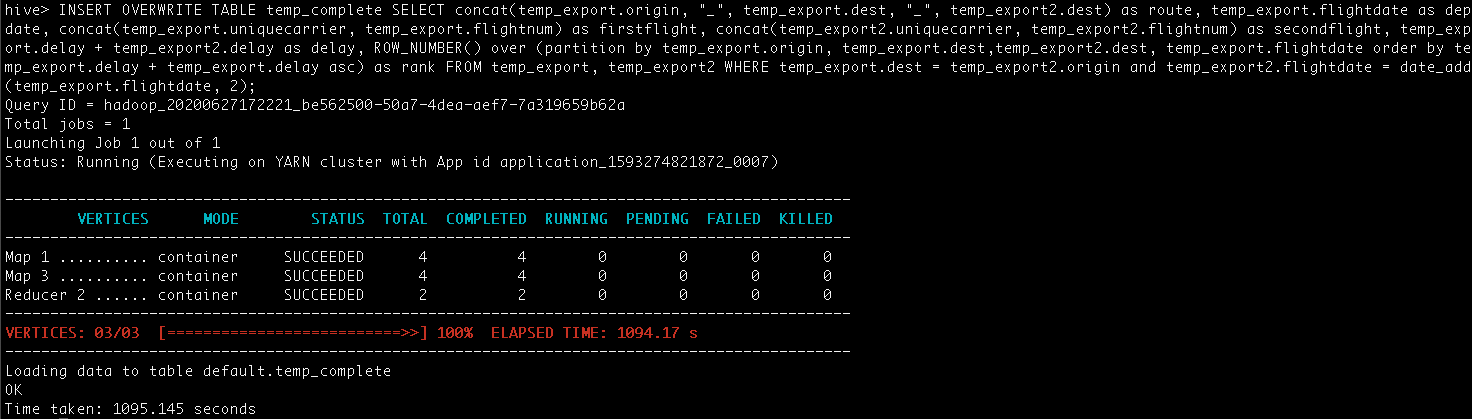 hive> INSERT OVERWRITE TABLE temp_complete SELECT concat(temp_export.origin, "_", temp_export.dest, "_", temp_export2.dest) as route, temp_export.flightdate as dep
date, concat(temp_export.uniquecarrier, temp_export.flightnum) as firstflight, concat(temp_export2.uniquecarrier, temp_export2.flightnum) as secondflight, temp_exp
ort.delay + temp_export2.delay as delay, ROW_NUMBER() over (partition by temp_export.origin, temp_export.dest,temp_export2.dest, temp_export.flightdate order by te
mp_export.delay + temp_export.delay asc) as rank FROM temp_export, temp_export2 WHERE temp_export.dest = temp_export2.origin and temp_export2.flightdate = date_add
(temp_export.flightdate, 2);
Query ID = hadoop_20200627172221_be562500-50a7-4dea-aef7-7a319659b62a
Total jobs = 1
Launching Job 1 out of 1
Status: Running (Executing on YARN cluster with App id application_1593274821872_0007)
----------------------------------------------------------------------------------------------
VERTICES MODE STATUS TOTAL COMPLETED RUNNING PENDING FAILED KILLED
----------------------------------------------------------------------------------------------
Map 1 .......... container SUCCEEDED 4 4 0 0 0 0
Map 3 .......... container SUCCEEDED 4 4 0 0 0 0
Reducer 2 ...... container SUCCEEDED 2 2 0 0 0 0
----------------------------------------------------------------------------------------------
VERTICES: 03/03 [==========================>>] 100% ELAPSED TIME: 1094.17 s
----------------------------------------------------------------------------------------------
Loading data to table default.temp_complete
OK
Time taken: 1095.145 seconds